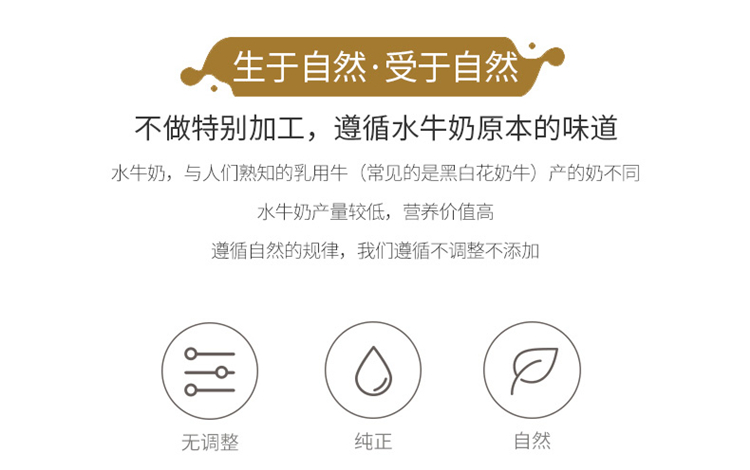 生于自然·受于自然
不做特别加工，遵循水牛奶原本的味道
水牛奶，与人们熟知的乳用牛（常见的是黑白花奶牛）产的奶不同
水牛奶产量较低，营养价值高
遵循自然的规律，我们遵循不调整不添加
无调整 纯正 自然